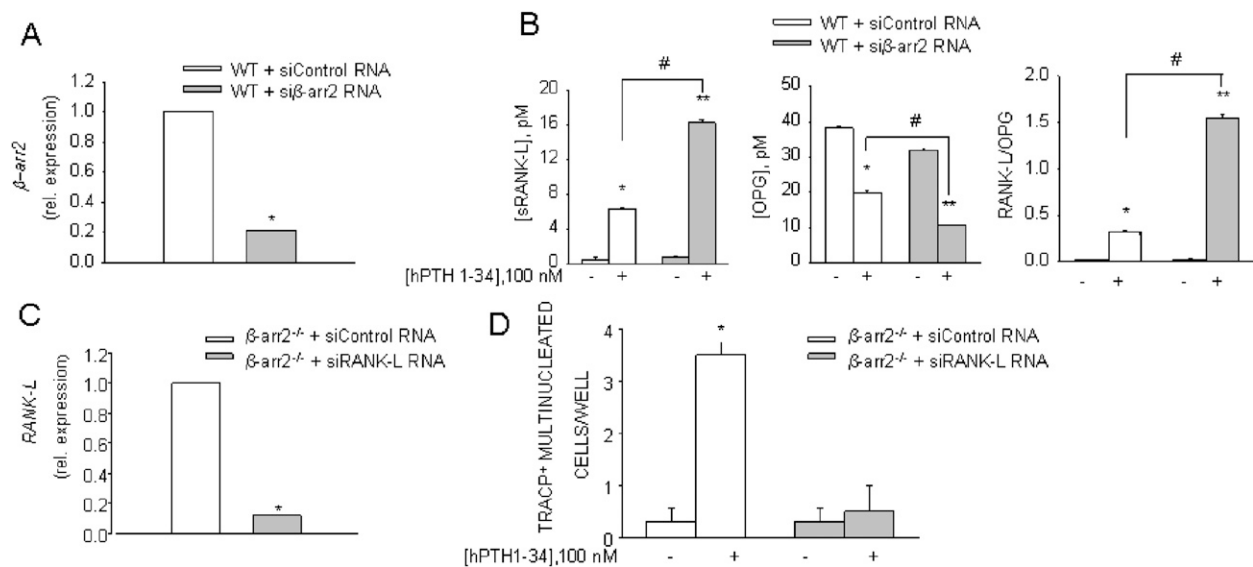 A
WT + siControl RNA
WT + siβ-arr2 RNA
β-arr2
(rel. expression)
1.2
1.0
0.8
0.6
0.4
0.2
0.0
*
B
WT + siControl RNA
WT + siβ-arr2 RNA
[sRANK-L], pM
20
16
12
8
4
0
*
**
#
- + - +
[OPG], pM
50
40
30
20
10
0
*
**
#
- + - +
RANK-L/OPG
2.0
1.5
1.0
0.5
0.0
*
**
#
- + - +
[hPTH 1-34],100 nM
C
β-arr2-/- + siControl RNA
β-arr2-/- + siRANK-L RNA
RANK-L
(rel. expression)
1.2
1.0
0.8
0.6
0.4
0.2
0.0
*
D
β-arr2-/- + siControl RNA
β-arr2-/- + siRANK-L RNA
TRACP+ MULTINUCLEATED
CELLS/WELL
4
3
2
1
0
*
[hPTH1-34],100 nM
- + - +